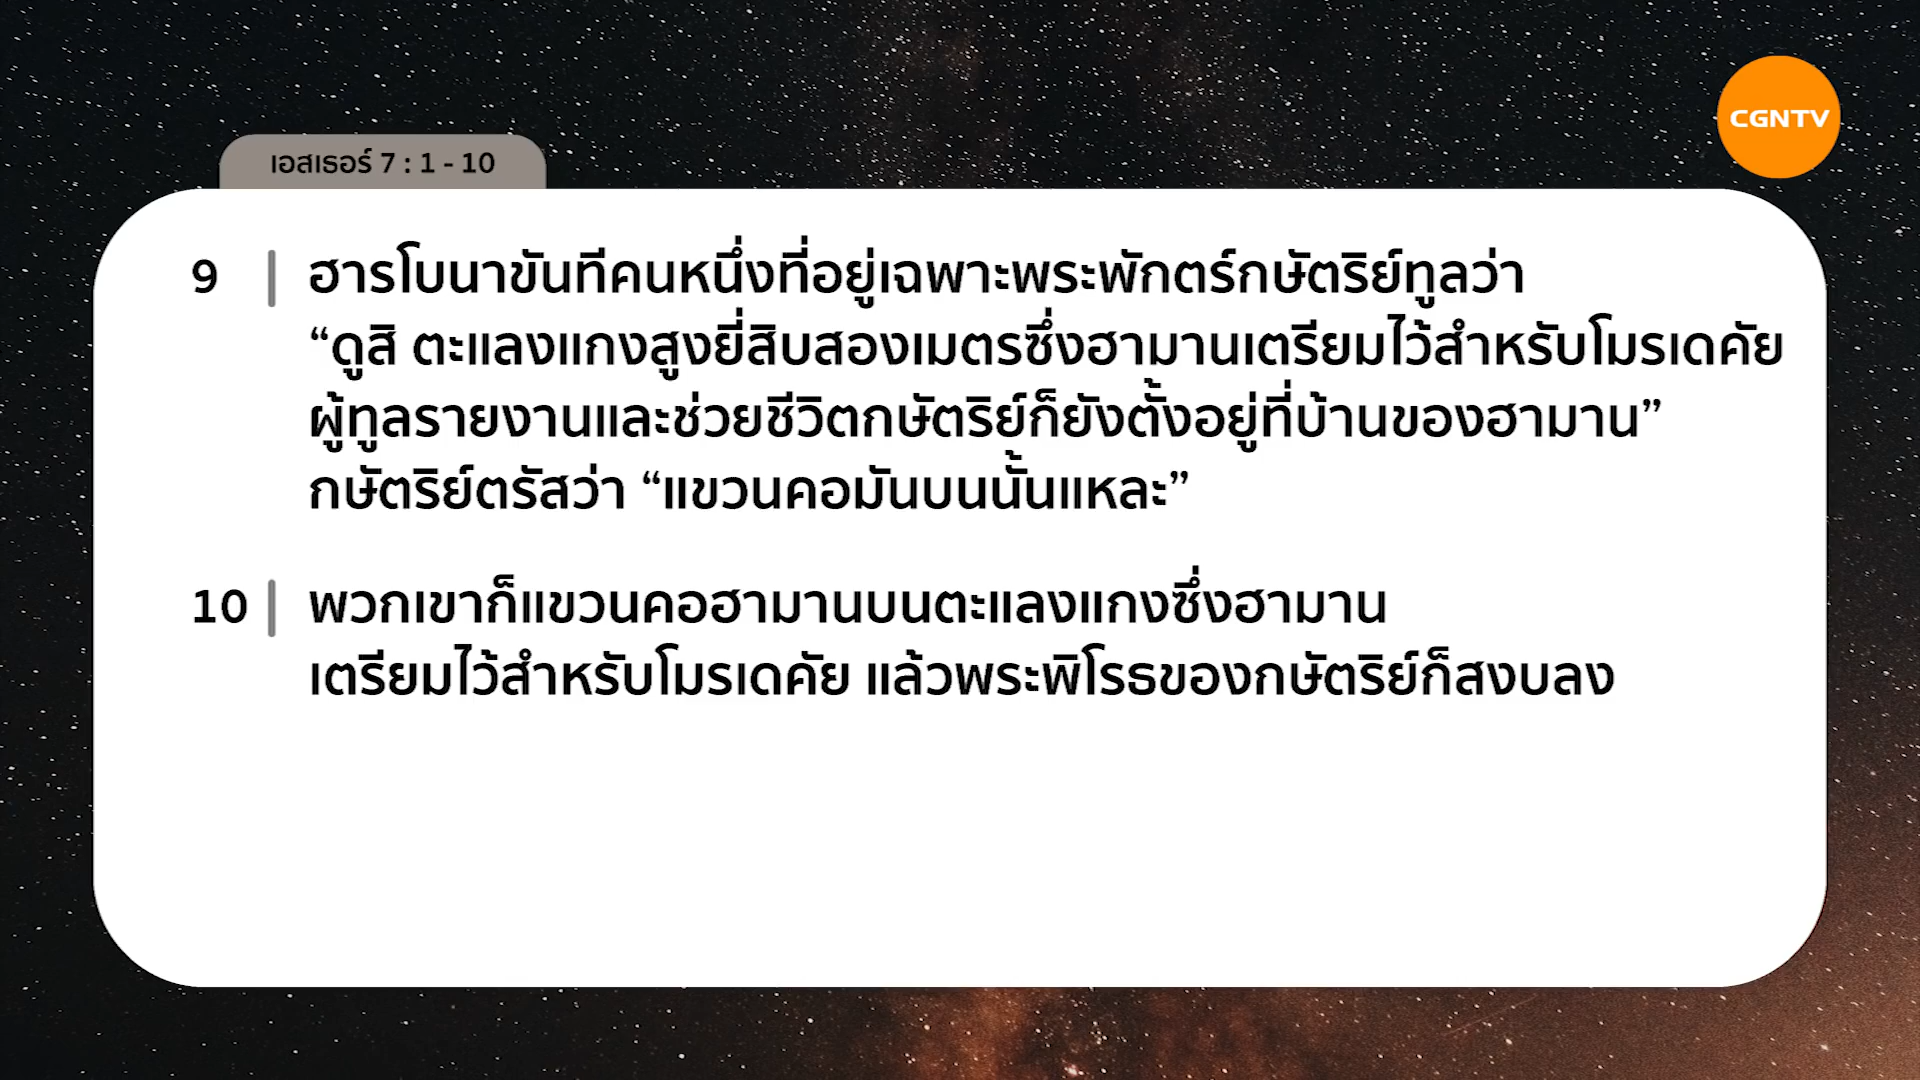 CGNTV
เอสเธอร์ 7 : 1 - 10
9 ฮารโบนาขันทีคนหนึ่งที่อยู่เฉพาะพระพักตร์กษัตริย์ทูลว่า
“ดูสิ ตะแลงแกงสูงยี่สิบสองเมตรซึ่งฮามานเตรียมไว้สำหรับโมรเดคัย
ผู้ทูลรายงานและช่วยชีวิตกษัตริย์ก็ยังตั้งอยู่ที่บ้านของฮามาน”
กษัตริย์ตรัสว่า “แขวนคอมันบนนั้นแหละ”
10 พวกเขาก็แขวนคอฮามานบนตะแลงแกงซึ่งฮามาน
เตรียมไว้สำหรับโมรเดคัย แล้วพระพิโรธของกษัตริย์ก็สงบลง